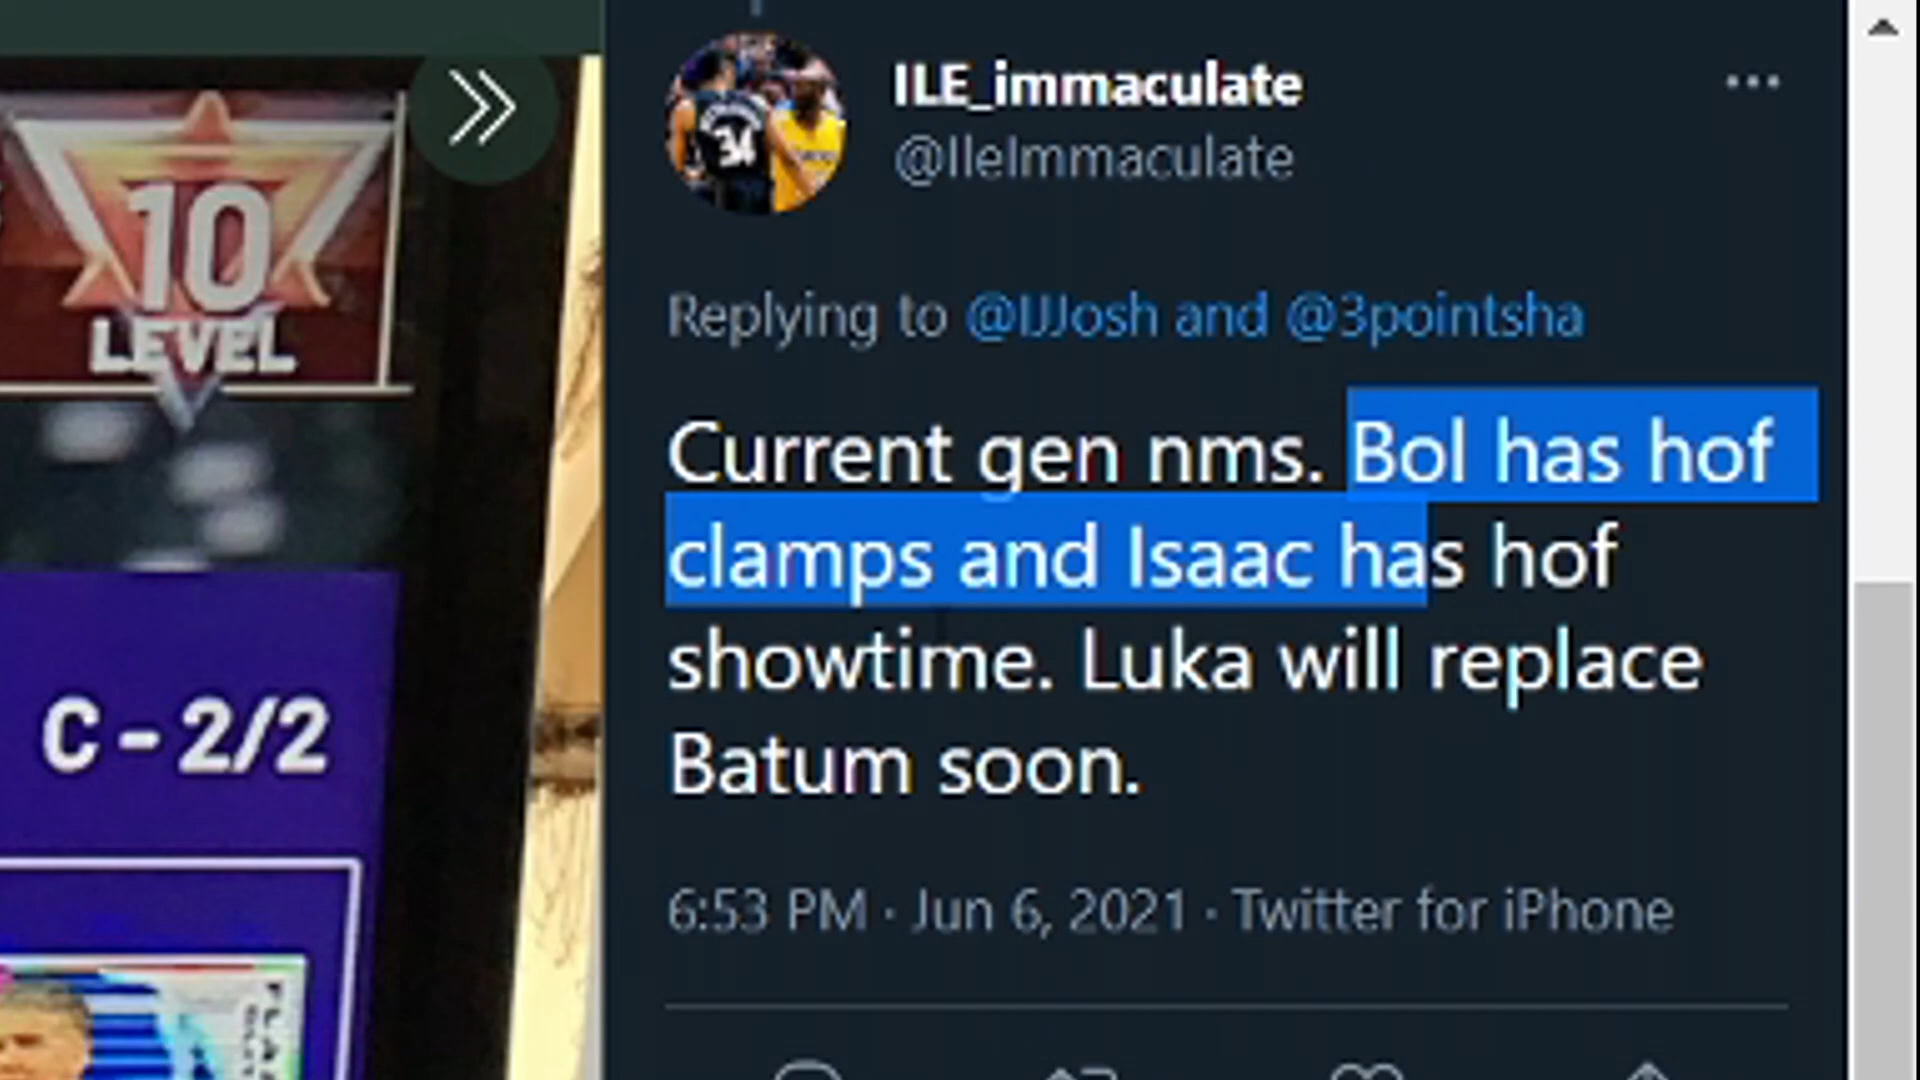 10
LEVEL
C - 2/2
34
ILE_immaculate
@IleImmaculate
Replying to @IJJosh and @3pointsha
Current gen nms. Bol has hof
clamps and Isaac has hof
showtime. Luka will replace
Batum soon.
6:53 PM · Jun 6, 2021 · Twitter for iPhone